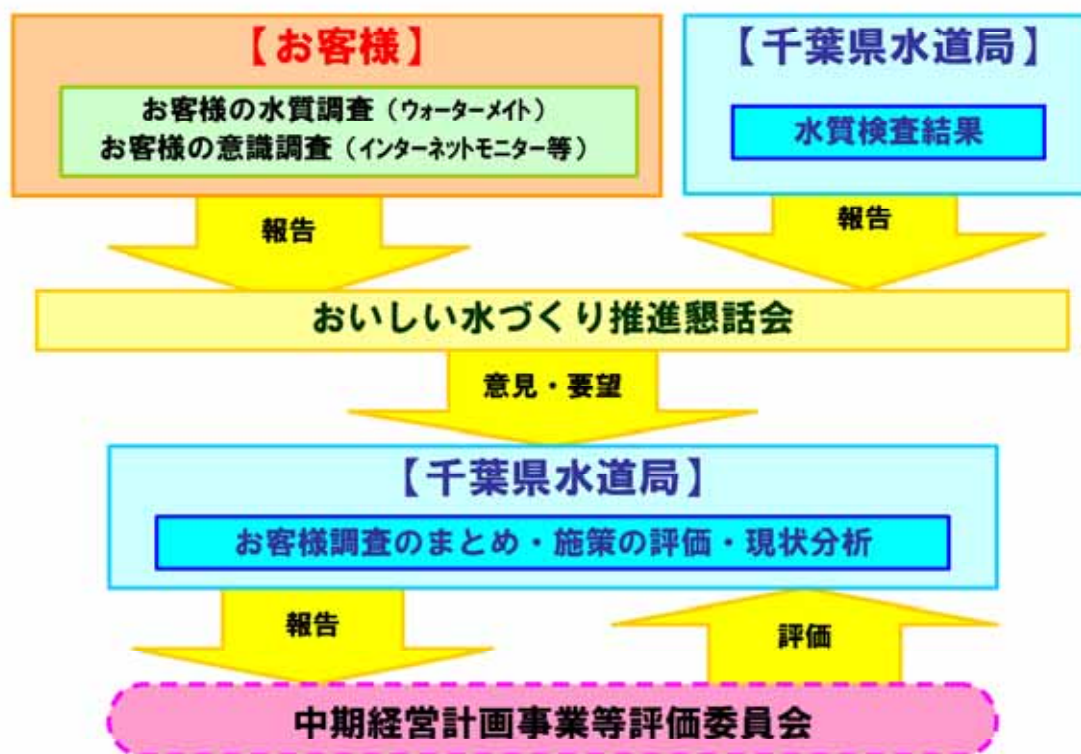 【お客様】
お客様の水質調査（ウォーターメイト）
お客様の意識調査（インターネットモニター等）
【千葉県水道局】
水質検査結果
報告
報告
おいしい水づくり推進懇話会
意見・要望
【千葉県水道局】
お客様調査のまとめ・施策の評価・現状分析
報告
評価
中期経営計画事業等評価委員会